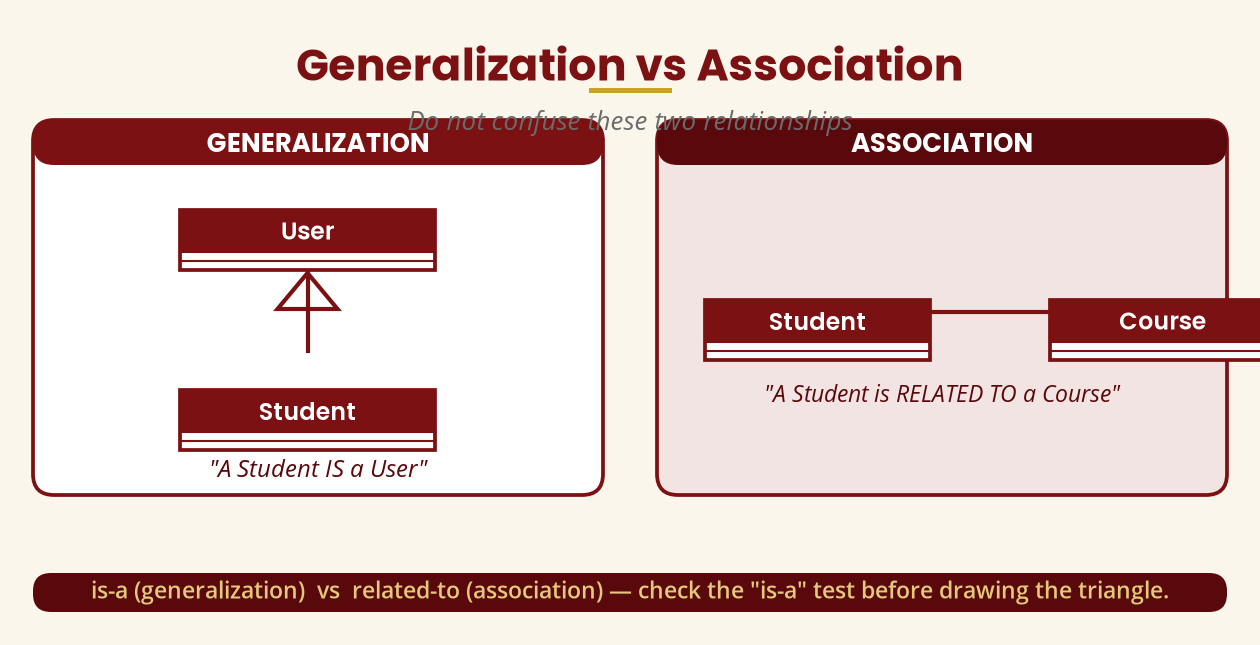 Generalization vs Association
Do not confuse these two relationships
GENERALIZATION
User
Student
"A Student IS a User"
ASSOCIATION
Student
Course
"A Student is RELATED TO a Course"
is-a (generalization)  vs  related-to (association) — check the "is-a" test before drawing the triangle.